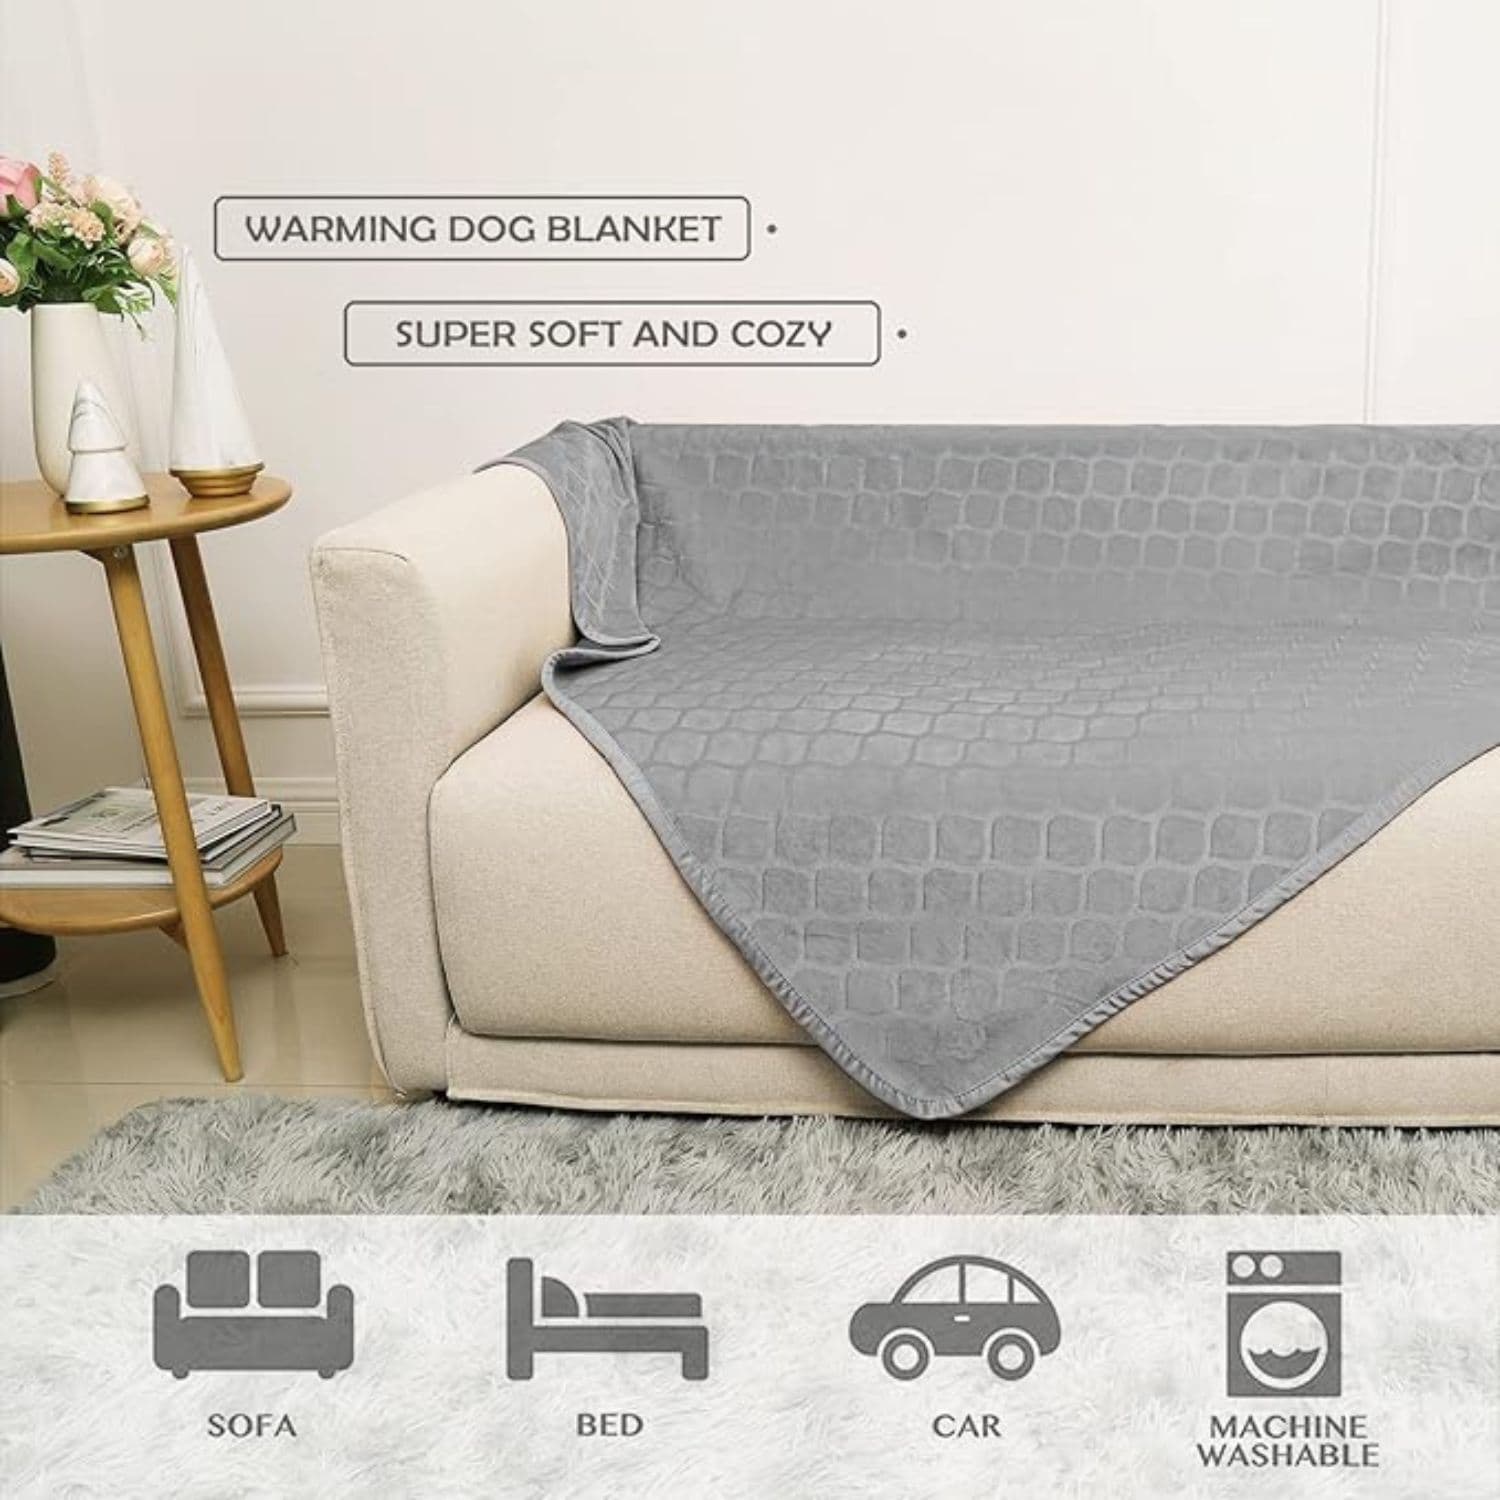 WARMING DOG BLANKET
SUPER SOFT AND COZY
SOFA
BED
CAR
MACHINE
WASHABLE